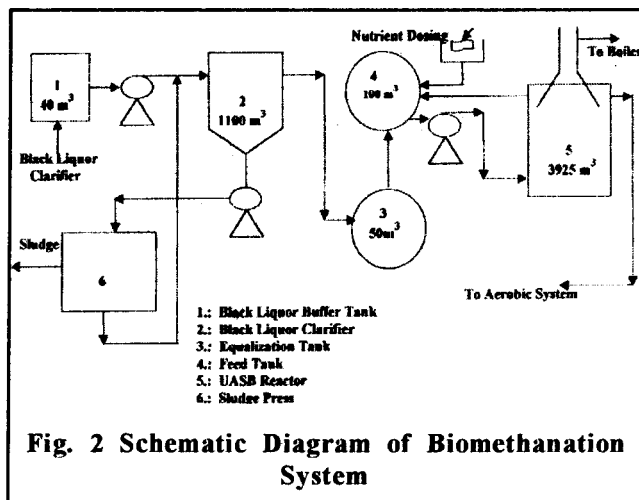 Nutrient Dosing
To Boiler
1
40 m³
2
1100 m³
4
100 m³
5
3925 m³
Black Liquor
Clarifier
3
50m³
Sludge
6
To Aerobic System
1.: Black Liquor Buffer Tank
2.: Black Liquor Clarifier
3.: Equalization Tank
4.: Feed Tank
5.: UASB Reactor
6.: Sludge Press
Fig. 2 Schematic Diagram of Biomethanation
System